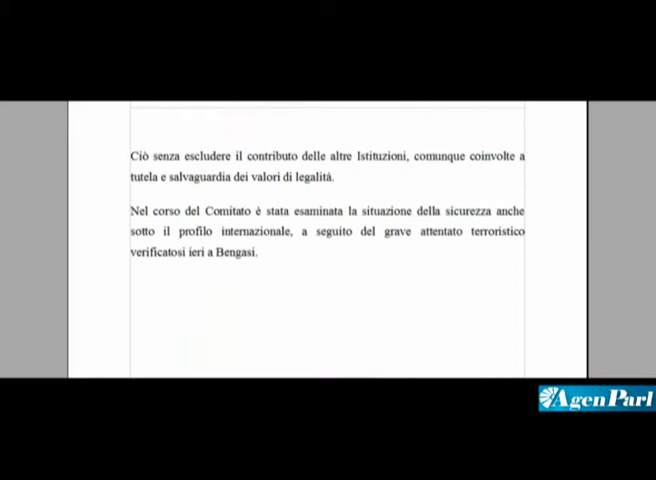 Ciò senza escludere il contributo delle altre Istituzioni, comunque coinvolte a
tutela e salvaguardia dei valori di legalità.
Nel corso del Comitato è stata esaminata la situazione della sicurezza anche
sotto il profilo internazionale, a seguito del grave attentato terroristico
verificatosi ieri a Bengasi.
AgenParl